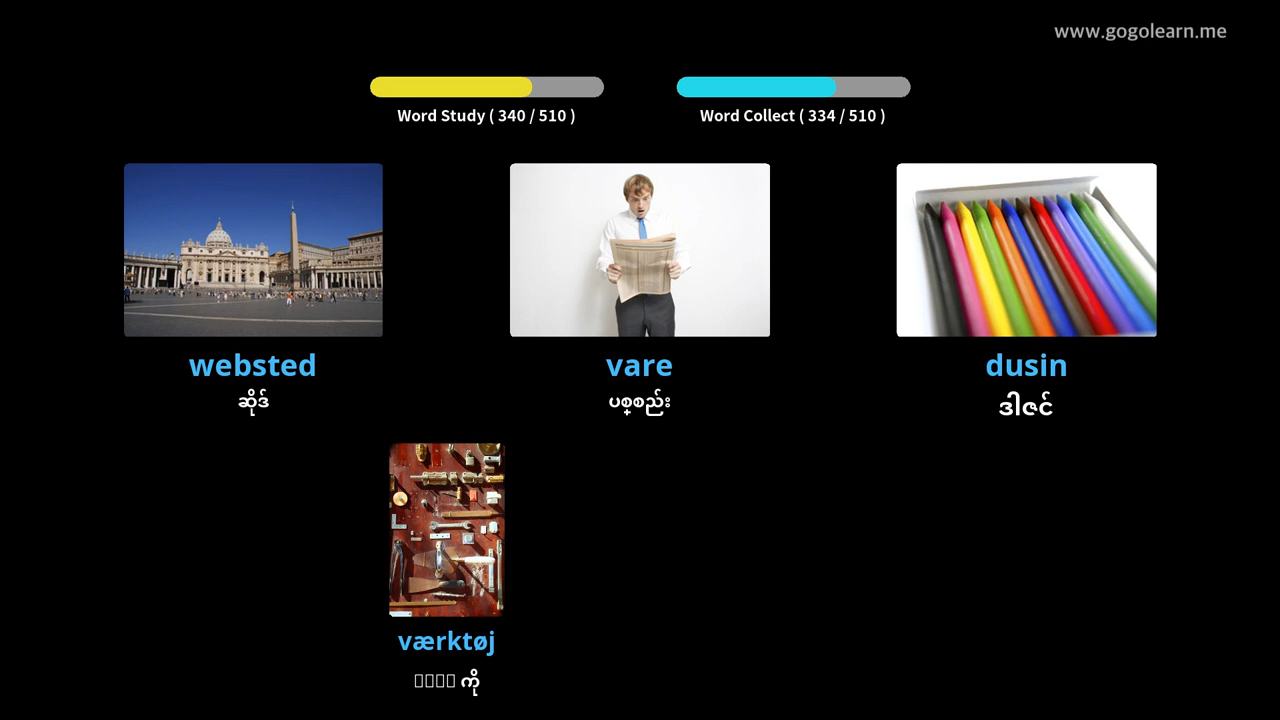 www.gogolearn.me
Word Study ( 340 / 510 )
Word Collect ( 334 / 510 )
websted
ဆိုဒ်
vare
ပစ္စည်း
dusin
ဒါဇင်
værktøj
ကို